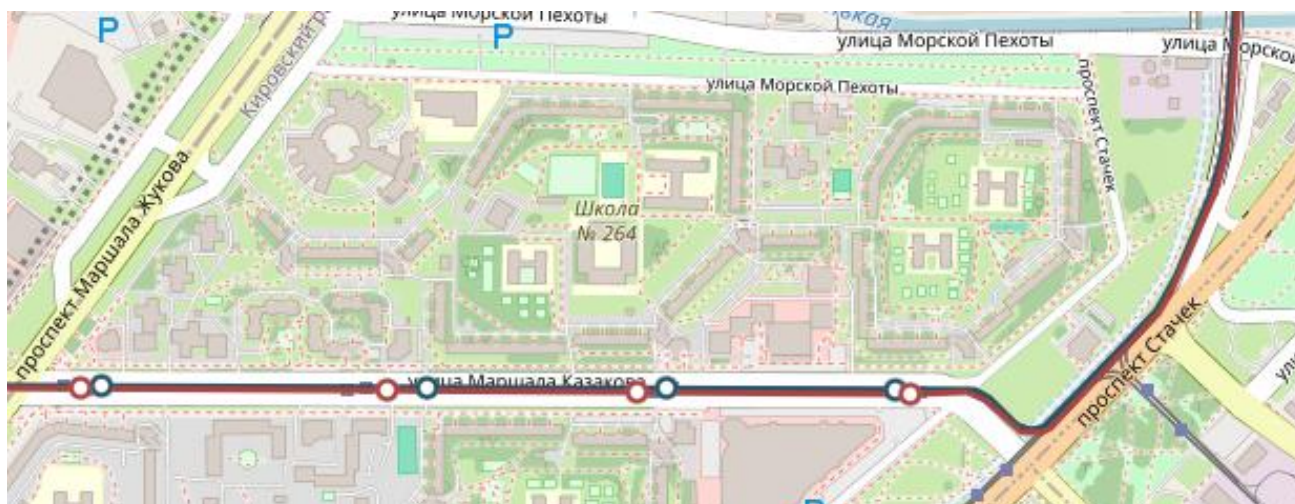 улица Морской Пехоты
P
P
улица Морской Пехоты
улица Морской
Кировский
улица Морской Пехоты
проспект Стачек
проспект Маршала Жукова
Школа
№ 264
улица Маршала Казакова
проспект Стачек
P